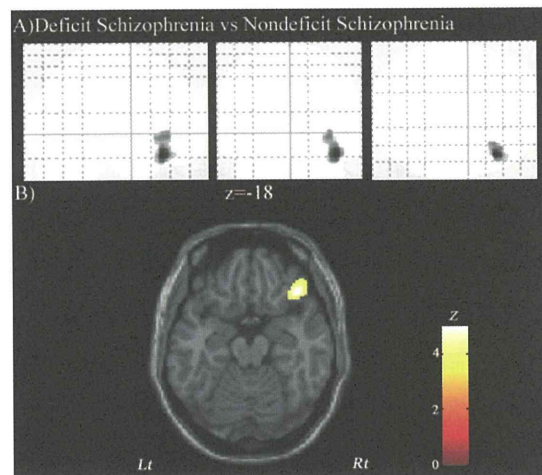 A)Deficit Schizophrenia vs Nondeficit Schizophrenia
B)
z=-18
Z
4
2
0
Lt
Rt